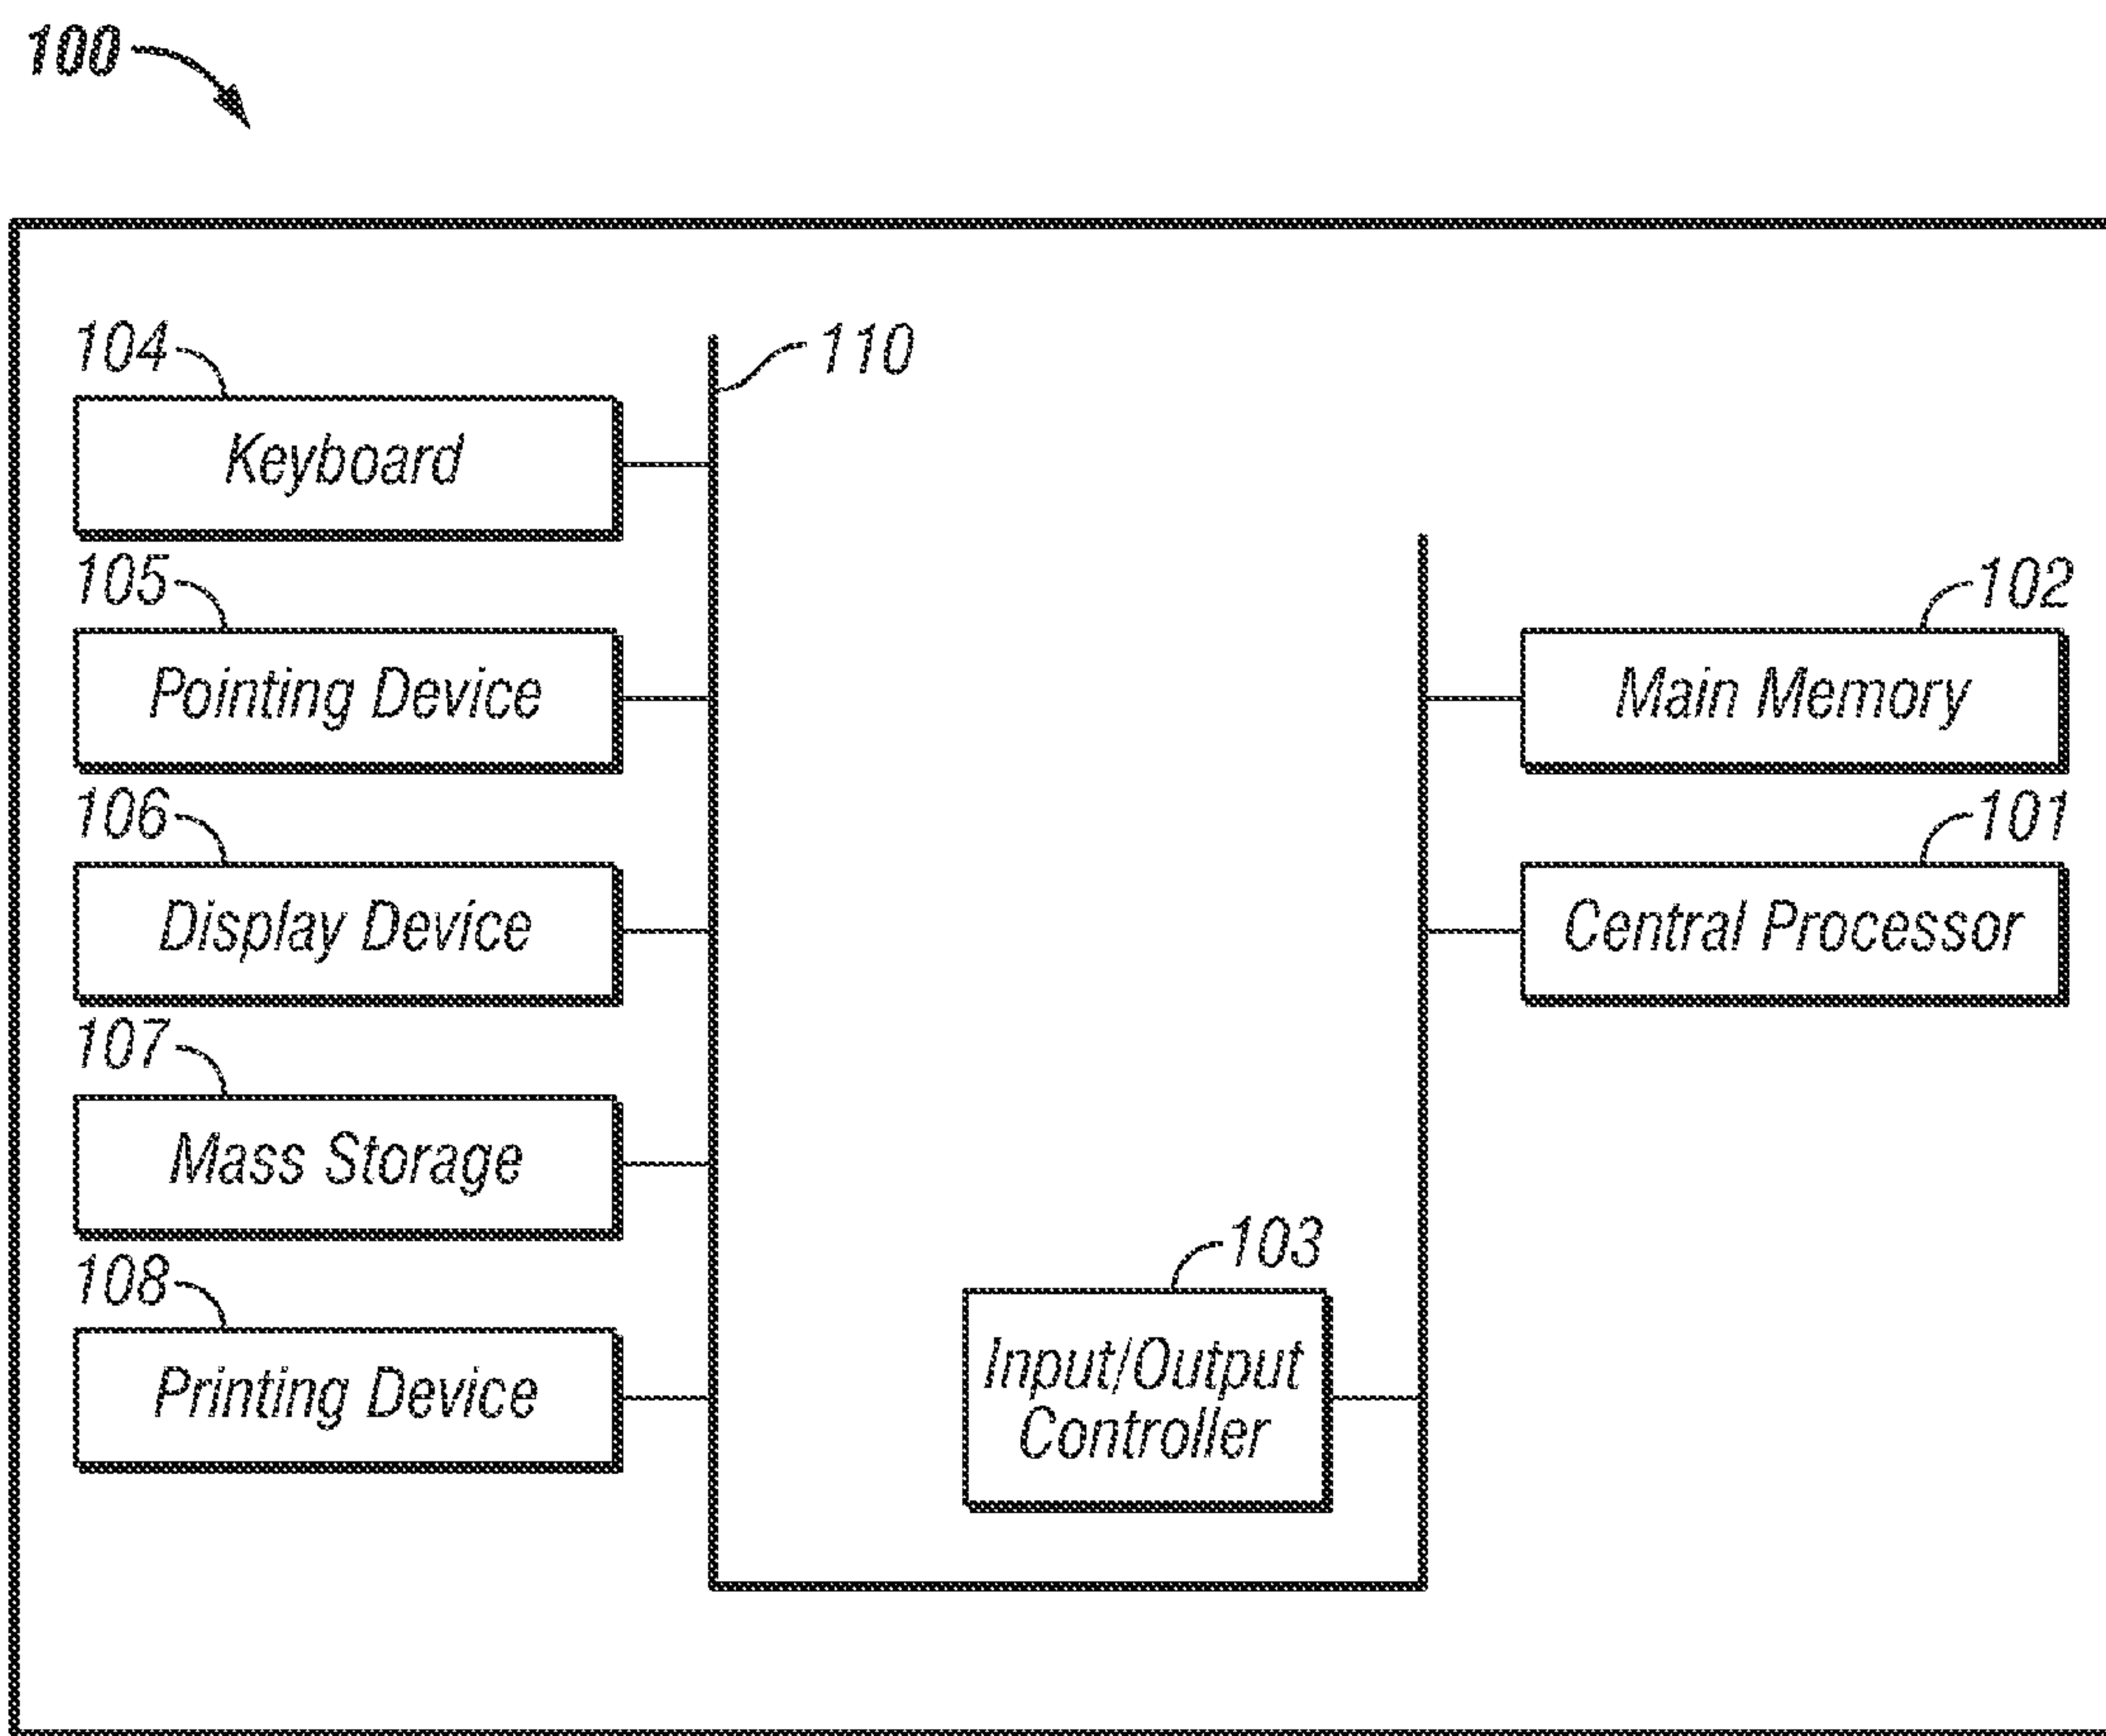 100
104
110
Keyboard
105
102
Pointing Device
Main Memory
106
101
Display Device
Central Processor
107
Mass Storage
103
108
Input/Output
Controller
Printing Device